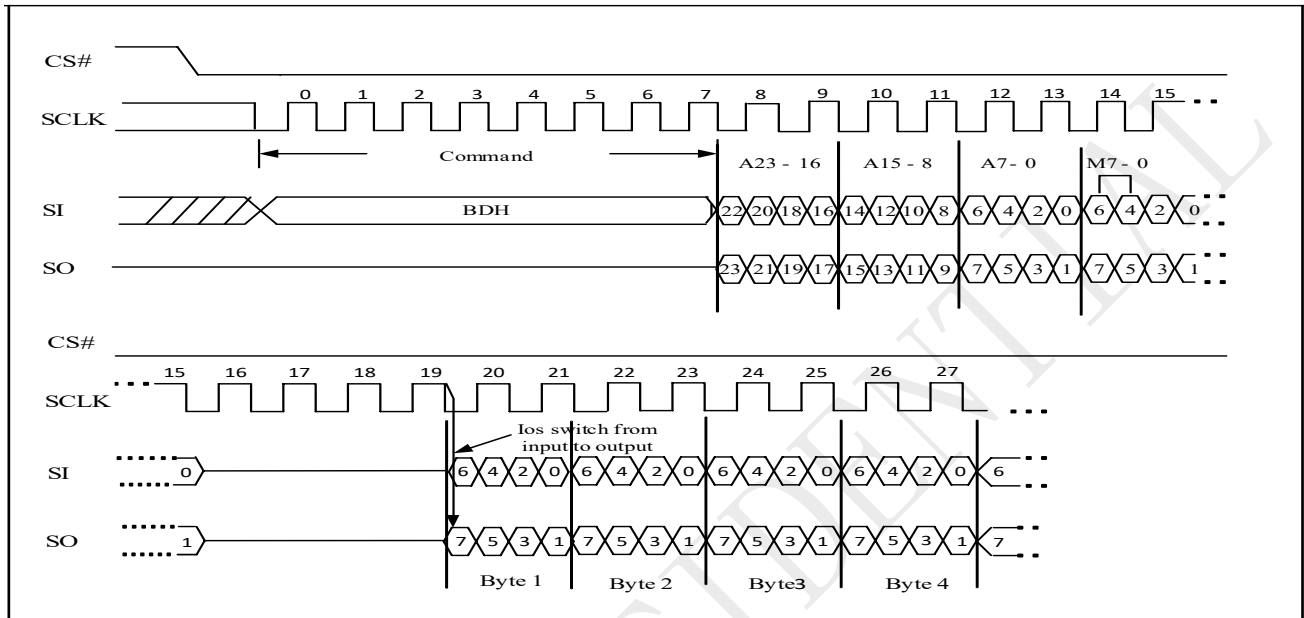 CS#
0 1 2 3 4 5 6 7 8 9 10 11 12 13 14 15
SCLK
Command A23 - 16 A15 - 8 A7- 0 M7- 0
SI BDH 22 20 18 16 14 12 10 8 6 4 2 0 6 4 2 0
SO 23 21 19 17 15 13 11 9 7 5 3 1 7 5 3 1
CS#
15 16 17 18 19 20 21 22 23 24 25 26 27
SCLK
Ios switch from
input to output
SI 0 6 4 2 0 6 4 2 0 6 4 2 0 6 4 2 0 6
SO 1 7 5 3 1 7 5 3 1 7 5 3 1 7 5 3 1 7
Byte 1 Byte 2 Byte3 Byte 4
SIDENTIAL